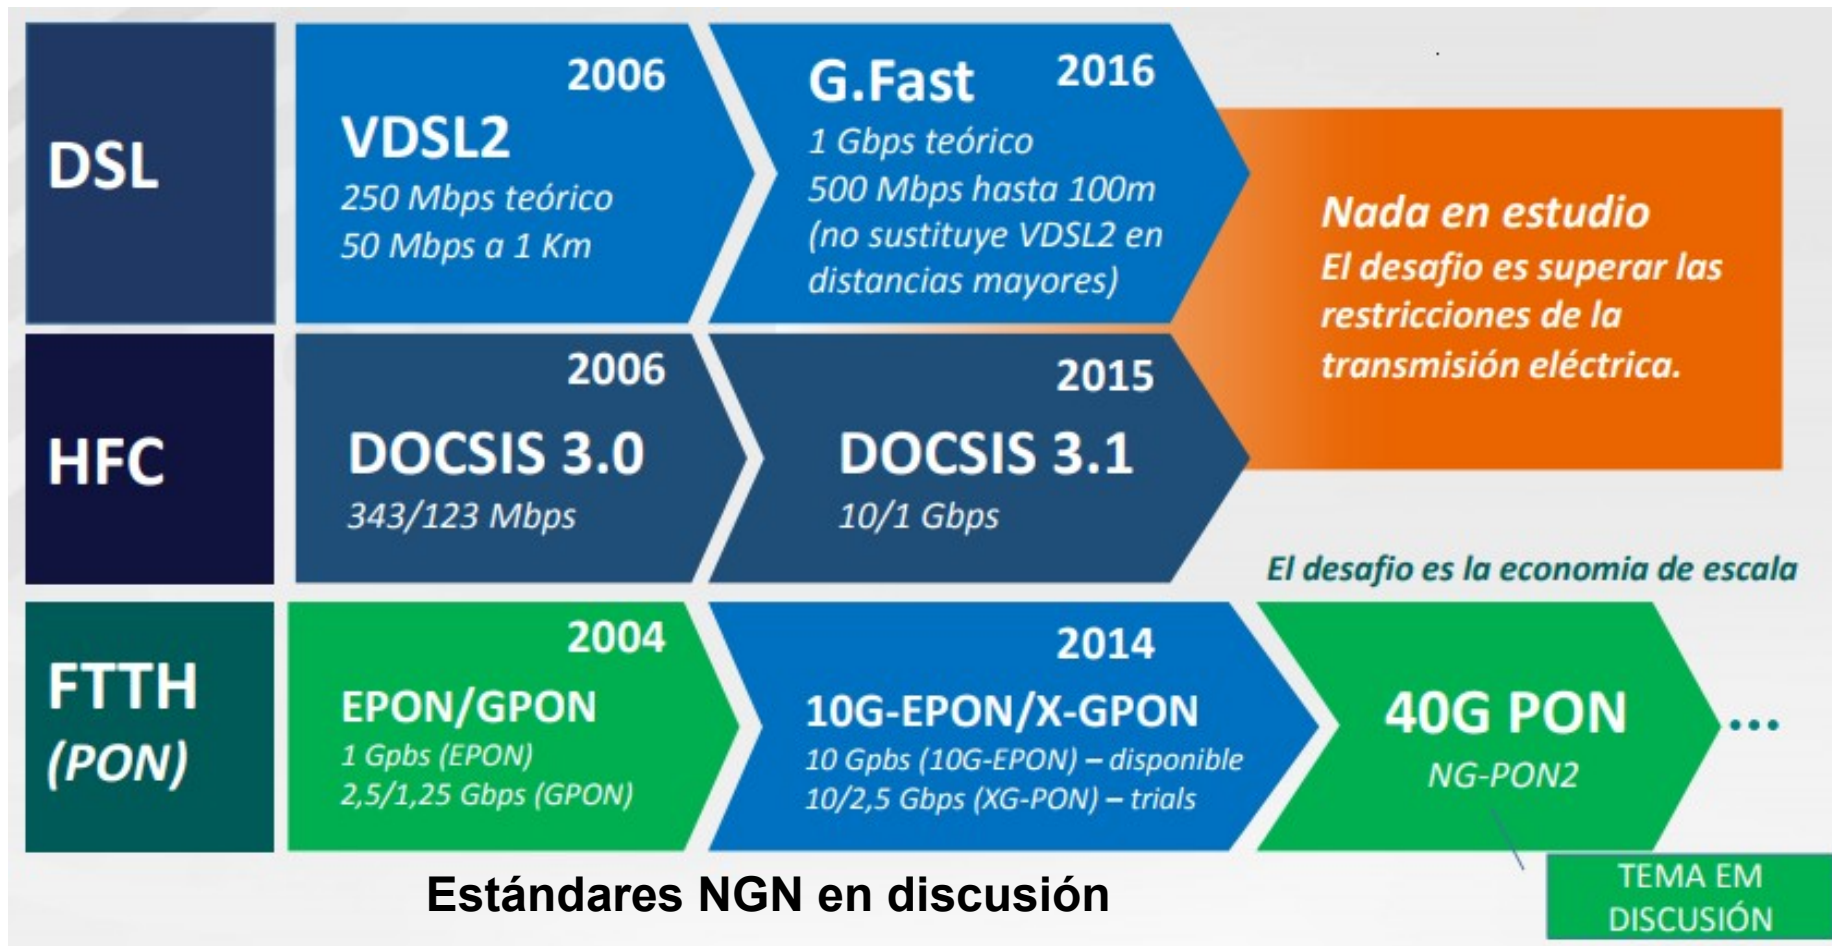 DSL
2006
VDSL2
250 Mbps teórico
50 Mbps a 1 Km
G.Fast 2016
1 Gbps teórico
500 Mbps hasta 100m
(no sustituye VDSL2 en
distancias mayores)
Nada en estudio
El desafio es superar las
restricciones de la
transmisión eléctrica.
HFC
2006
DOCSIS 3.0
343/123 Mbps
2015
DOCSIS 3.1
10/1 Gbps
El desafio es la economia de escala
FTTH
(PON)
2004
EPON/GPON
1 Gpbs (EPON)
2,5/1,25 Gbps (GPON)
2014
10G-EPON/X-GPON
10 Gpbs (10G-EPON) – disponible
10/2,5 Gbps (XG-PON) – trials
40G PON
NG-PON2
...
TEMA EM
DISCUSIÓN
Estándares NGN en discusión